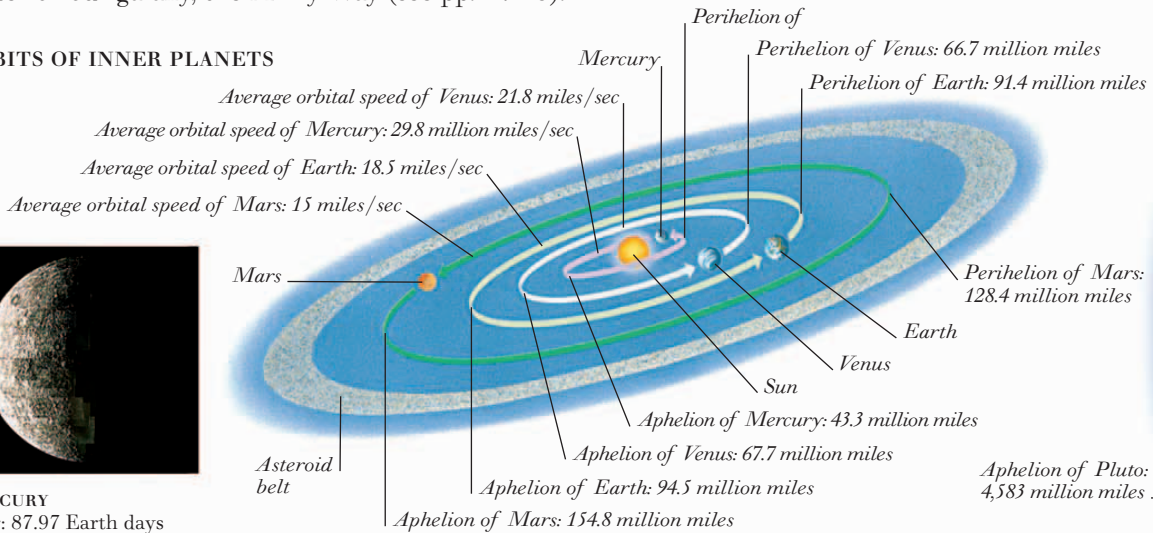 galaxy,
BITS OF INNER PLANETS
Perihelion of
Mercury
Perihelion of Venus: 66.7 million miles
Perihelion of Earth: 91.4 million miles
Average orbital speed of Venus: 21.8 miles/sec
Average orbital speed of Mercury: 29.8 million miles/sec
Average orbital speed of Earth: 18.5 miles/sec
Average orbital speed of Mars: 15 miles/sec
Mars
Perihelion of Mars:
128.4 million miles
Earth
Venus
Sun
Aphelion of Mercury: 43.3 million miles
Aphelion of Venus: 67.7 million miles
Asteroid
belt
Aphelion of Earth: 94.5 million miles
Aphelion of Mars: 154.8 million miles
Aphelion of Pluto:
4,583 million miles
CURY
: 87.97 Earth days